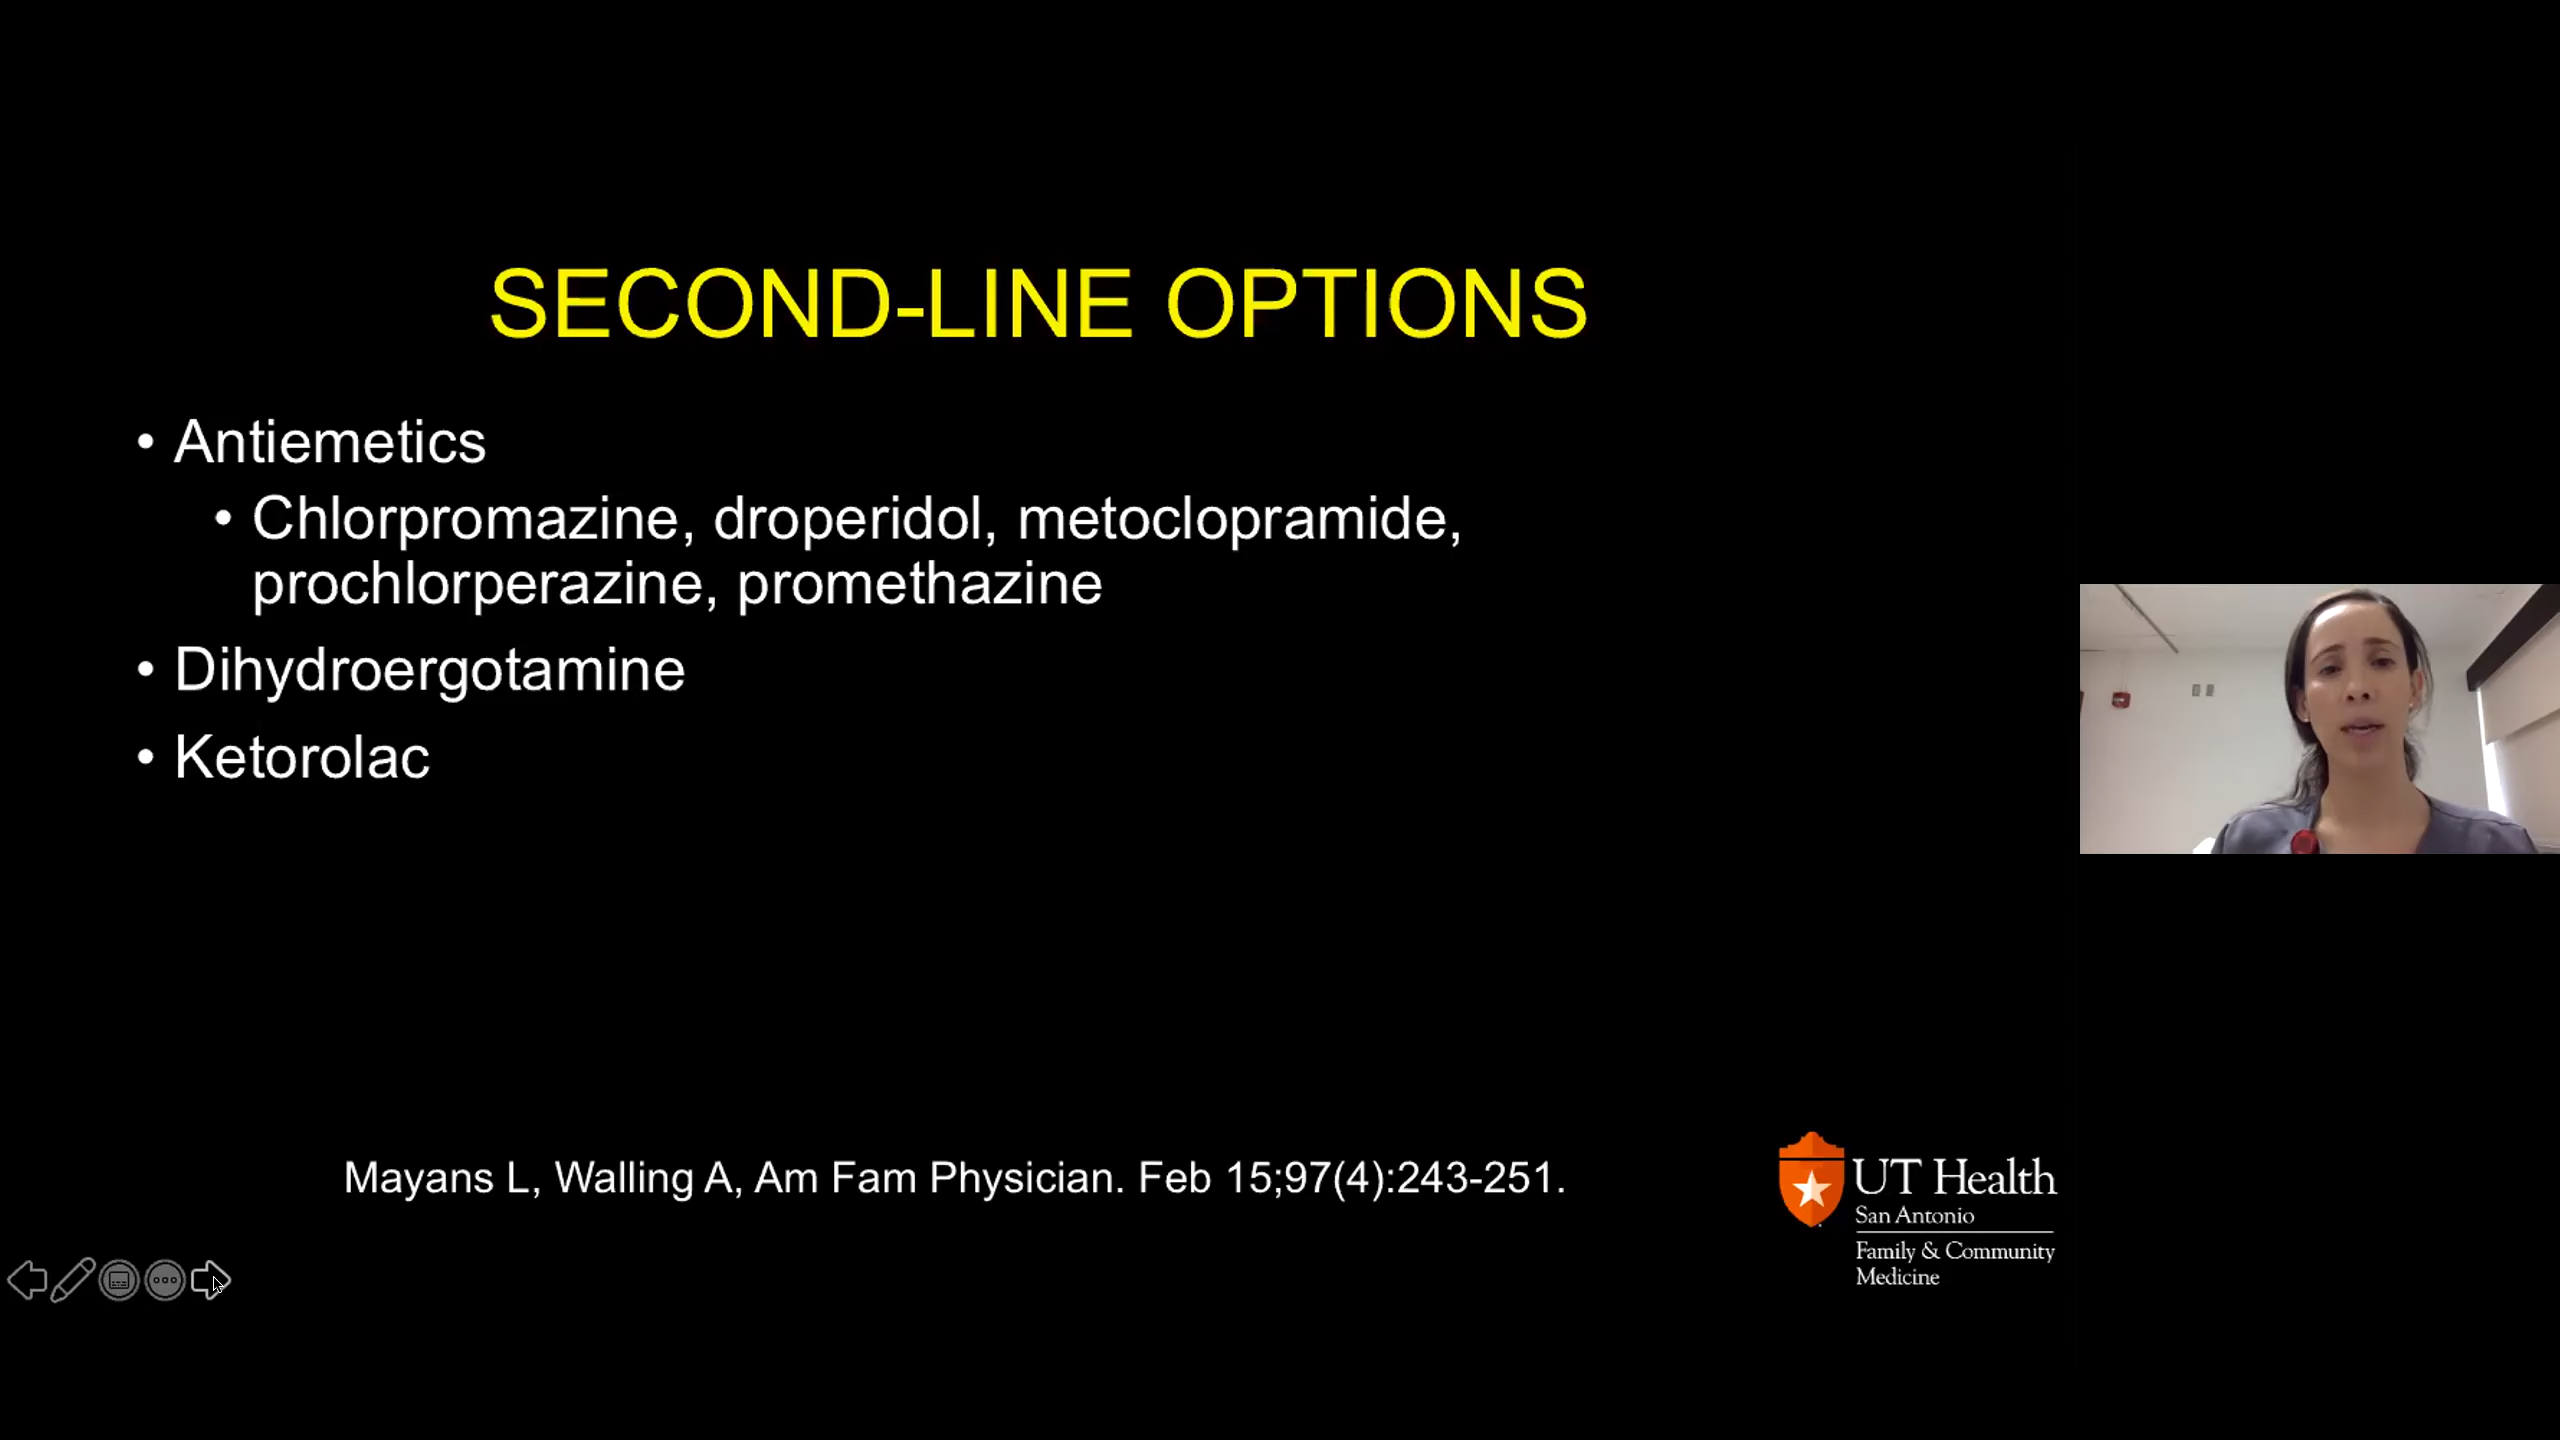 SECOND-LINE OPTIONS
• Antiemetics
• Chlorpromazine, droperidol, metoclopramide,
prochlorperazine, promethazine
• Dihydroergotamine
• Ketorolac
Mayans L, Walling A, Am Fam Physician. Feb 15;97(4):243-251.
UT Health
San Antonio
Family & Community
Medicine